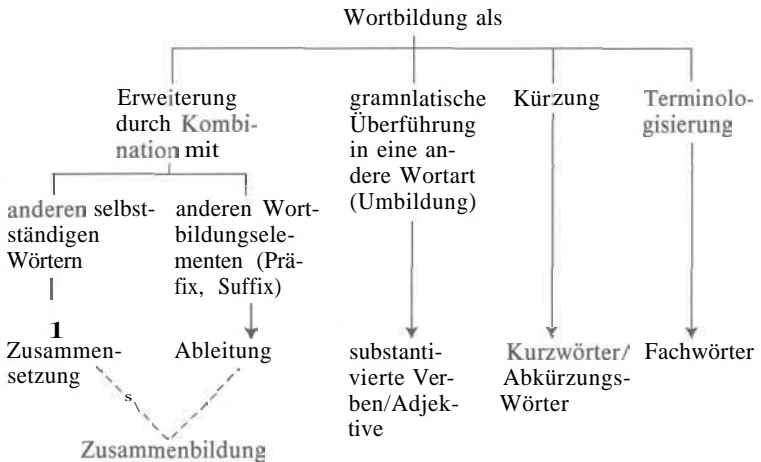 Wortbildung als
Erweiterung
durch Kombi-
nation mit
gramnlatische
Überführung
in eine an-
dere Wortart
(Umbildung)
Kürzung
Terminolo-
gisierung
anderen selbst-
ständigen
Wörtern
anderen Wort-
bildungsele-
menten (Prä-
fix, Suffix)
1
Zusammen-
setzung
Ableitung
substanti-
vierte Ver-
ben/Adjek-
tive
Kurzwörter/
Abkürzungs-
Wörter
Fachwörter
s
Zusammenbildung